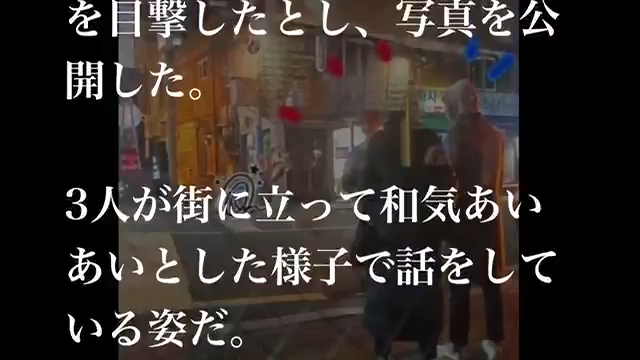 を目撃したとし、写真を公
開した。
3人が街に立って和気あい
あいとした様子で話をして
いる姿だ。